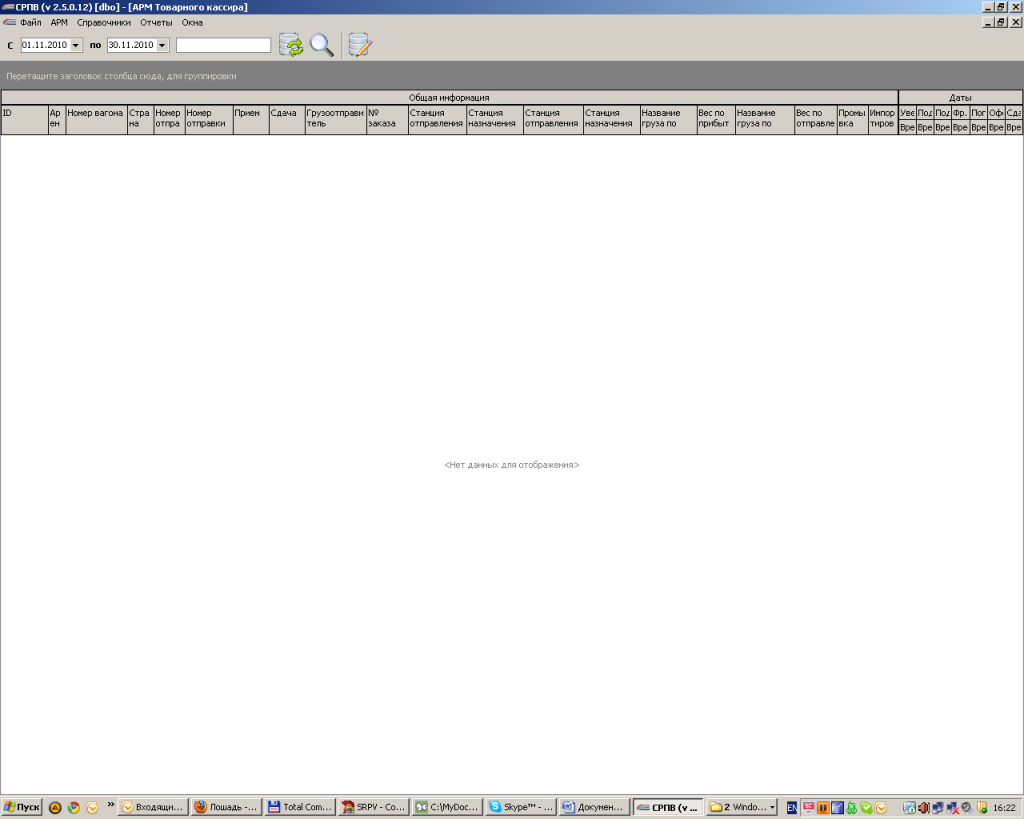 СРПВ (v 2.5.0.12) [dbo] - [АРМ Товарного кассира]
Файл АРМ Справочники Отчеты Окна
С 01.11.2010 по 30.11.2010
Перетащите заголовок столбца сюда, для группировки
Общая информация Даты
ID Ар Номер вагона Стра Номер Номер Прием Сдача Грузоотправи № Станция Станция Станция Станция Название Вес по Название Вес по Промы Импор Уве Под Под Фр. Пог Офо Сда
ен на отпра отправки тель заказа отправления назначения отправления назначения груза по прибыт груза по отправле вка тиров Вре Вре Вре Вре Вре Вре Вре
<Нет данных для отображения>
Пуск » Входящи... Лошадь -... Total Com... SRPV - Co... C:\MyDoc... Skype™ - ... Докумен... СРПВ (v ... 2 Windo... EN 16:22